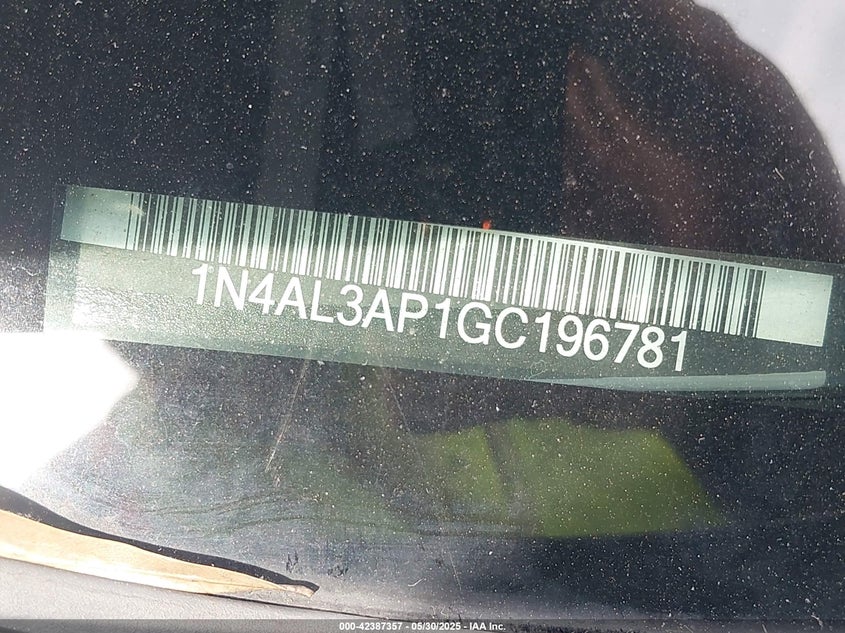 1N4AL3AP1GC196781
000-42387357 - 05/30/2025 - IAA Inc.